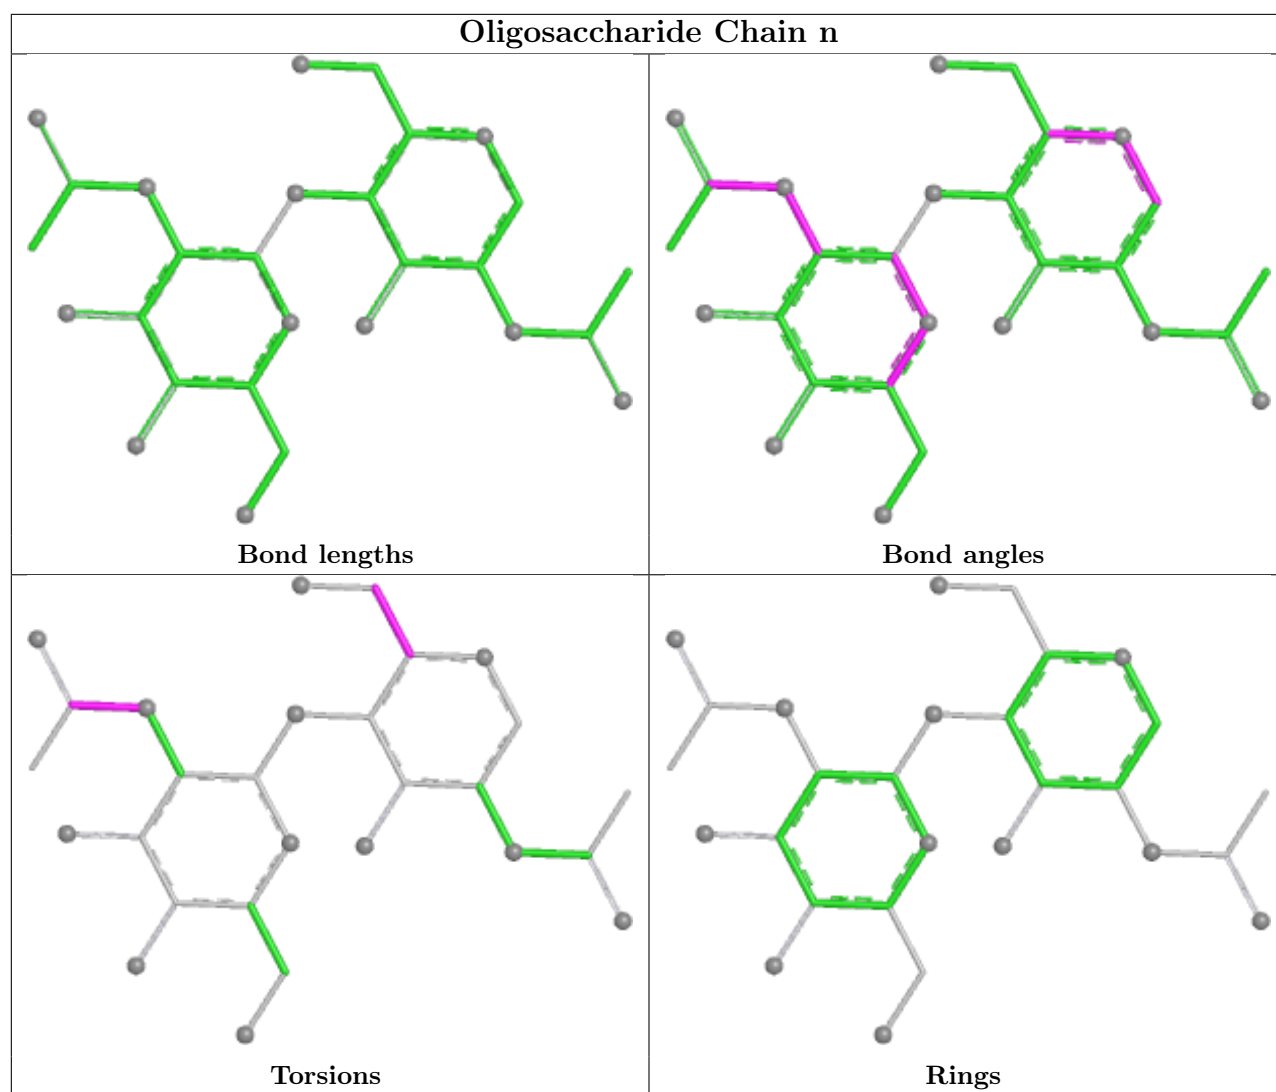 Oligosaccharide Chain n
Bond lengths
Bond angles
Torsions
Rings